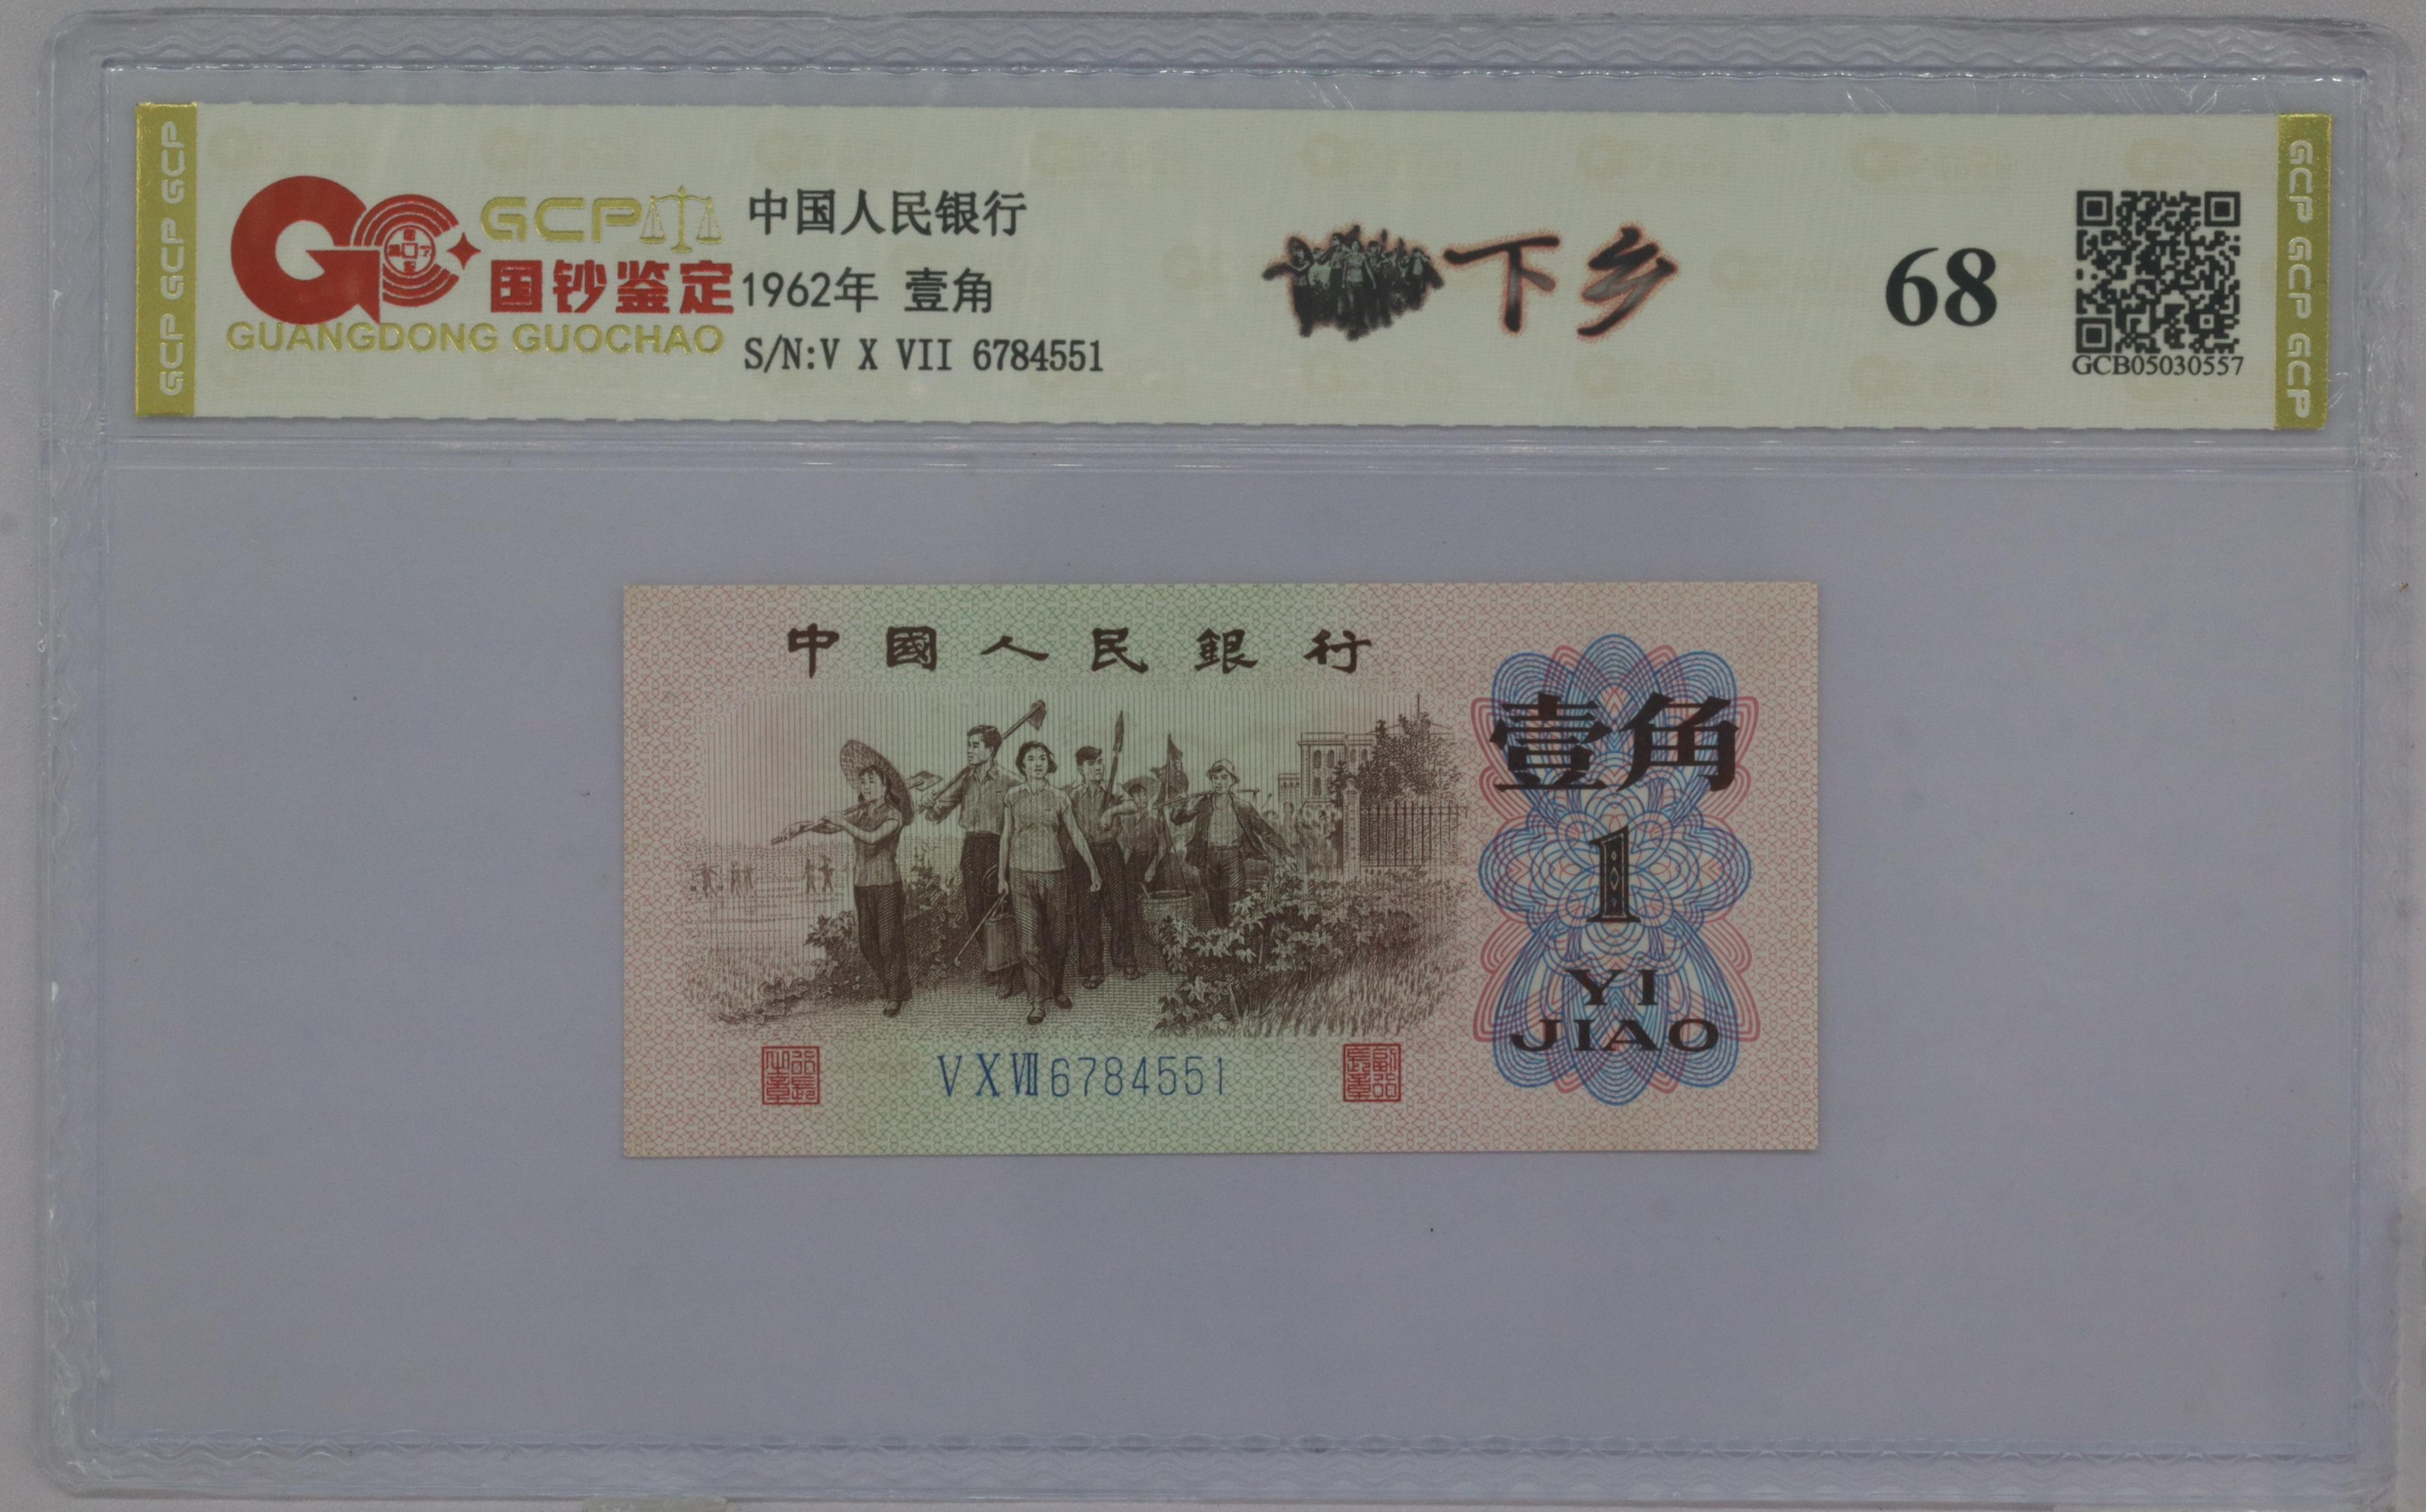 GCP GCP GCP
GCP
国钞鉴定
GUANGDONG GUOCHAO
中国人民银行
1962年 壹角
S/N:V X VII 6784551
下乡
68
GCB05030557
GCP GCP GCP
中國人民銀行
壹角
1
YI
JIAO
V X VII 6784551